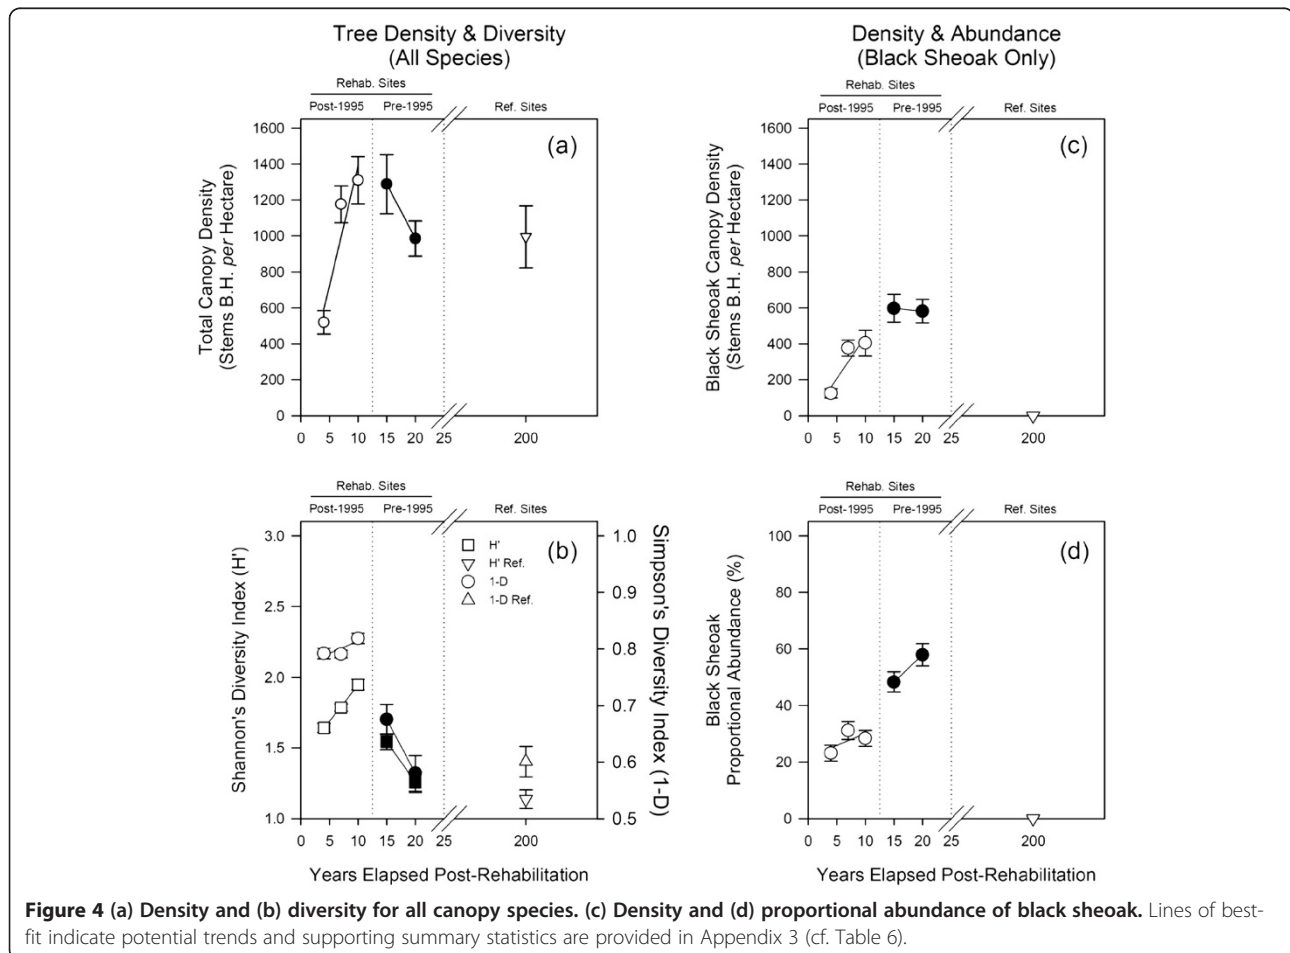 Tree Density & Diversity
(All Species)
Rehab. Sites
Post-1995 Pre-1995 Ref. Sites
Total Canopy Density
(Stems B.H. per Hectare)
1600
1400
1200
1000
800
600
400
200
0
(a)
0 5 10 15 20 25 200
Density & Abundance
(Black Sheoak Only)
Rehab. Sites
Post-1995 Pre-1995 Ref. Sites
Black Sheoak Canopy Density
(Stems B.H. per Hectare)
1600
1400
1200
1000
800
600
400
200
0
(c)
0 5 10 15 20 25 200
Rehab. Sites
Post-1995 Pre-1995 Ref. Sites
Shannon's Diversity Index (H')
3.0
2.5
2.0
1.5
1.0
H'
H' Ref.
1-D
1-D Ref.
(b)
1.0
0.9
0.8
0.7
0.6
0.5
Simpson's Diversity Index (1-D)
0 5 10 15 20 25 200
Years Elapsed Post-Rehabilitation
Rehab. Sites
Post-1995 Pre-1995 Ref. Sites
Black Sheoak
Proportional Abundance (%)
100
80
60
40
20
0
(d)
0 5 10 15 20 25 200
Years Elapsed Post-Rehabilitation
Figure 4 (a) Density and (b) diversity for all canopy species. (c) Density and (d) proportional abundance of black sheoak. Lines of best-
fit indicate potential trends and supporting summary statistics are provided in Appendix 3 (cf. Table 6).